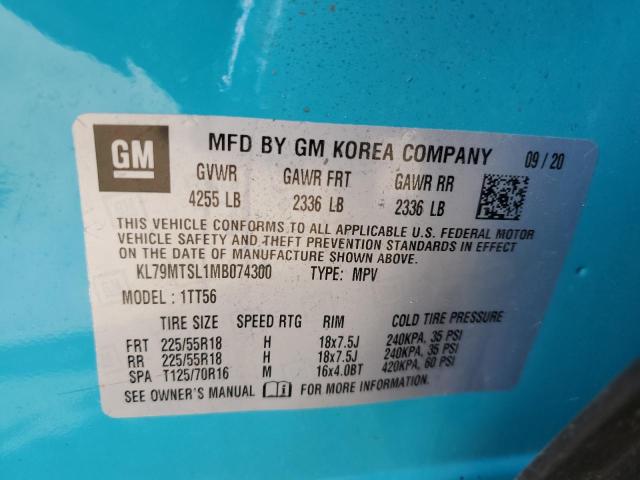 GM
MFD BY GM KOREA COMPANY 09 / 20
GVWR GAWR FRT GAWR RR
4255 LB 2336 LB 2336 LB
THIS VEHICLE CONFORMS TO ALL APPLICABLE U.S. FEDERAL MOTOR
VEHICLE SAFETY AND THEFT PREVENTION STANDARDS IN EFFECT
ON THE DATE OF MANUFACTURE SHOWN ABOVE.
KL79MTSL1MB074300 TYPE: MPV
MODEL : 1TT56
TIRE SIZE SPEED RTG RIM COLD TIRE PRESSURE
FRT 225/55R18 H 18x7.5J 240KPA, 35 PSI
RR 225/55R18 H 18x7.5J 240KPA, 35 PSI
SPA T125/70R16 M 16x4.0BT 420KPA, 60 PSI
SEE OWNER'S MANUAL FOR MORE INFORMATION.